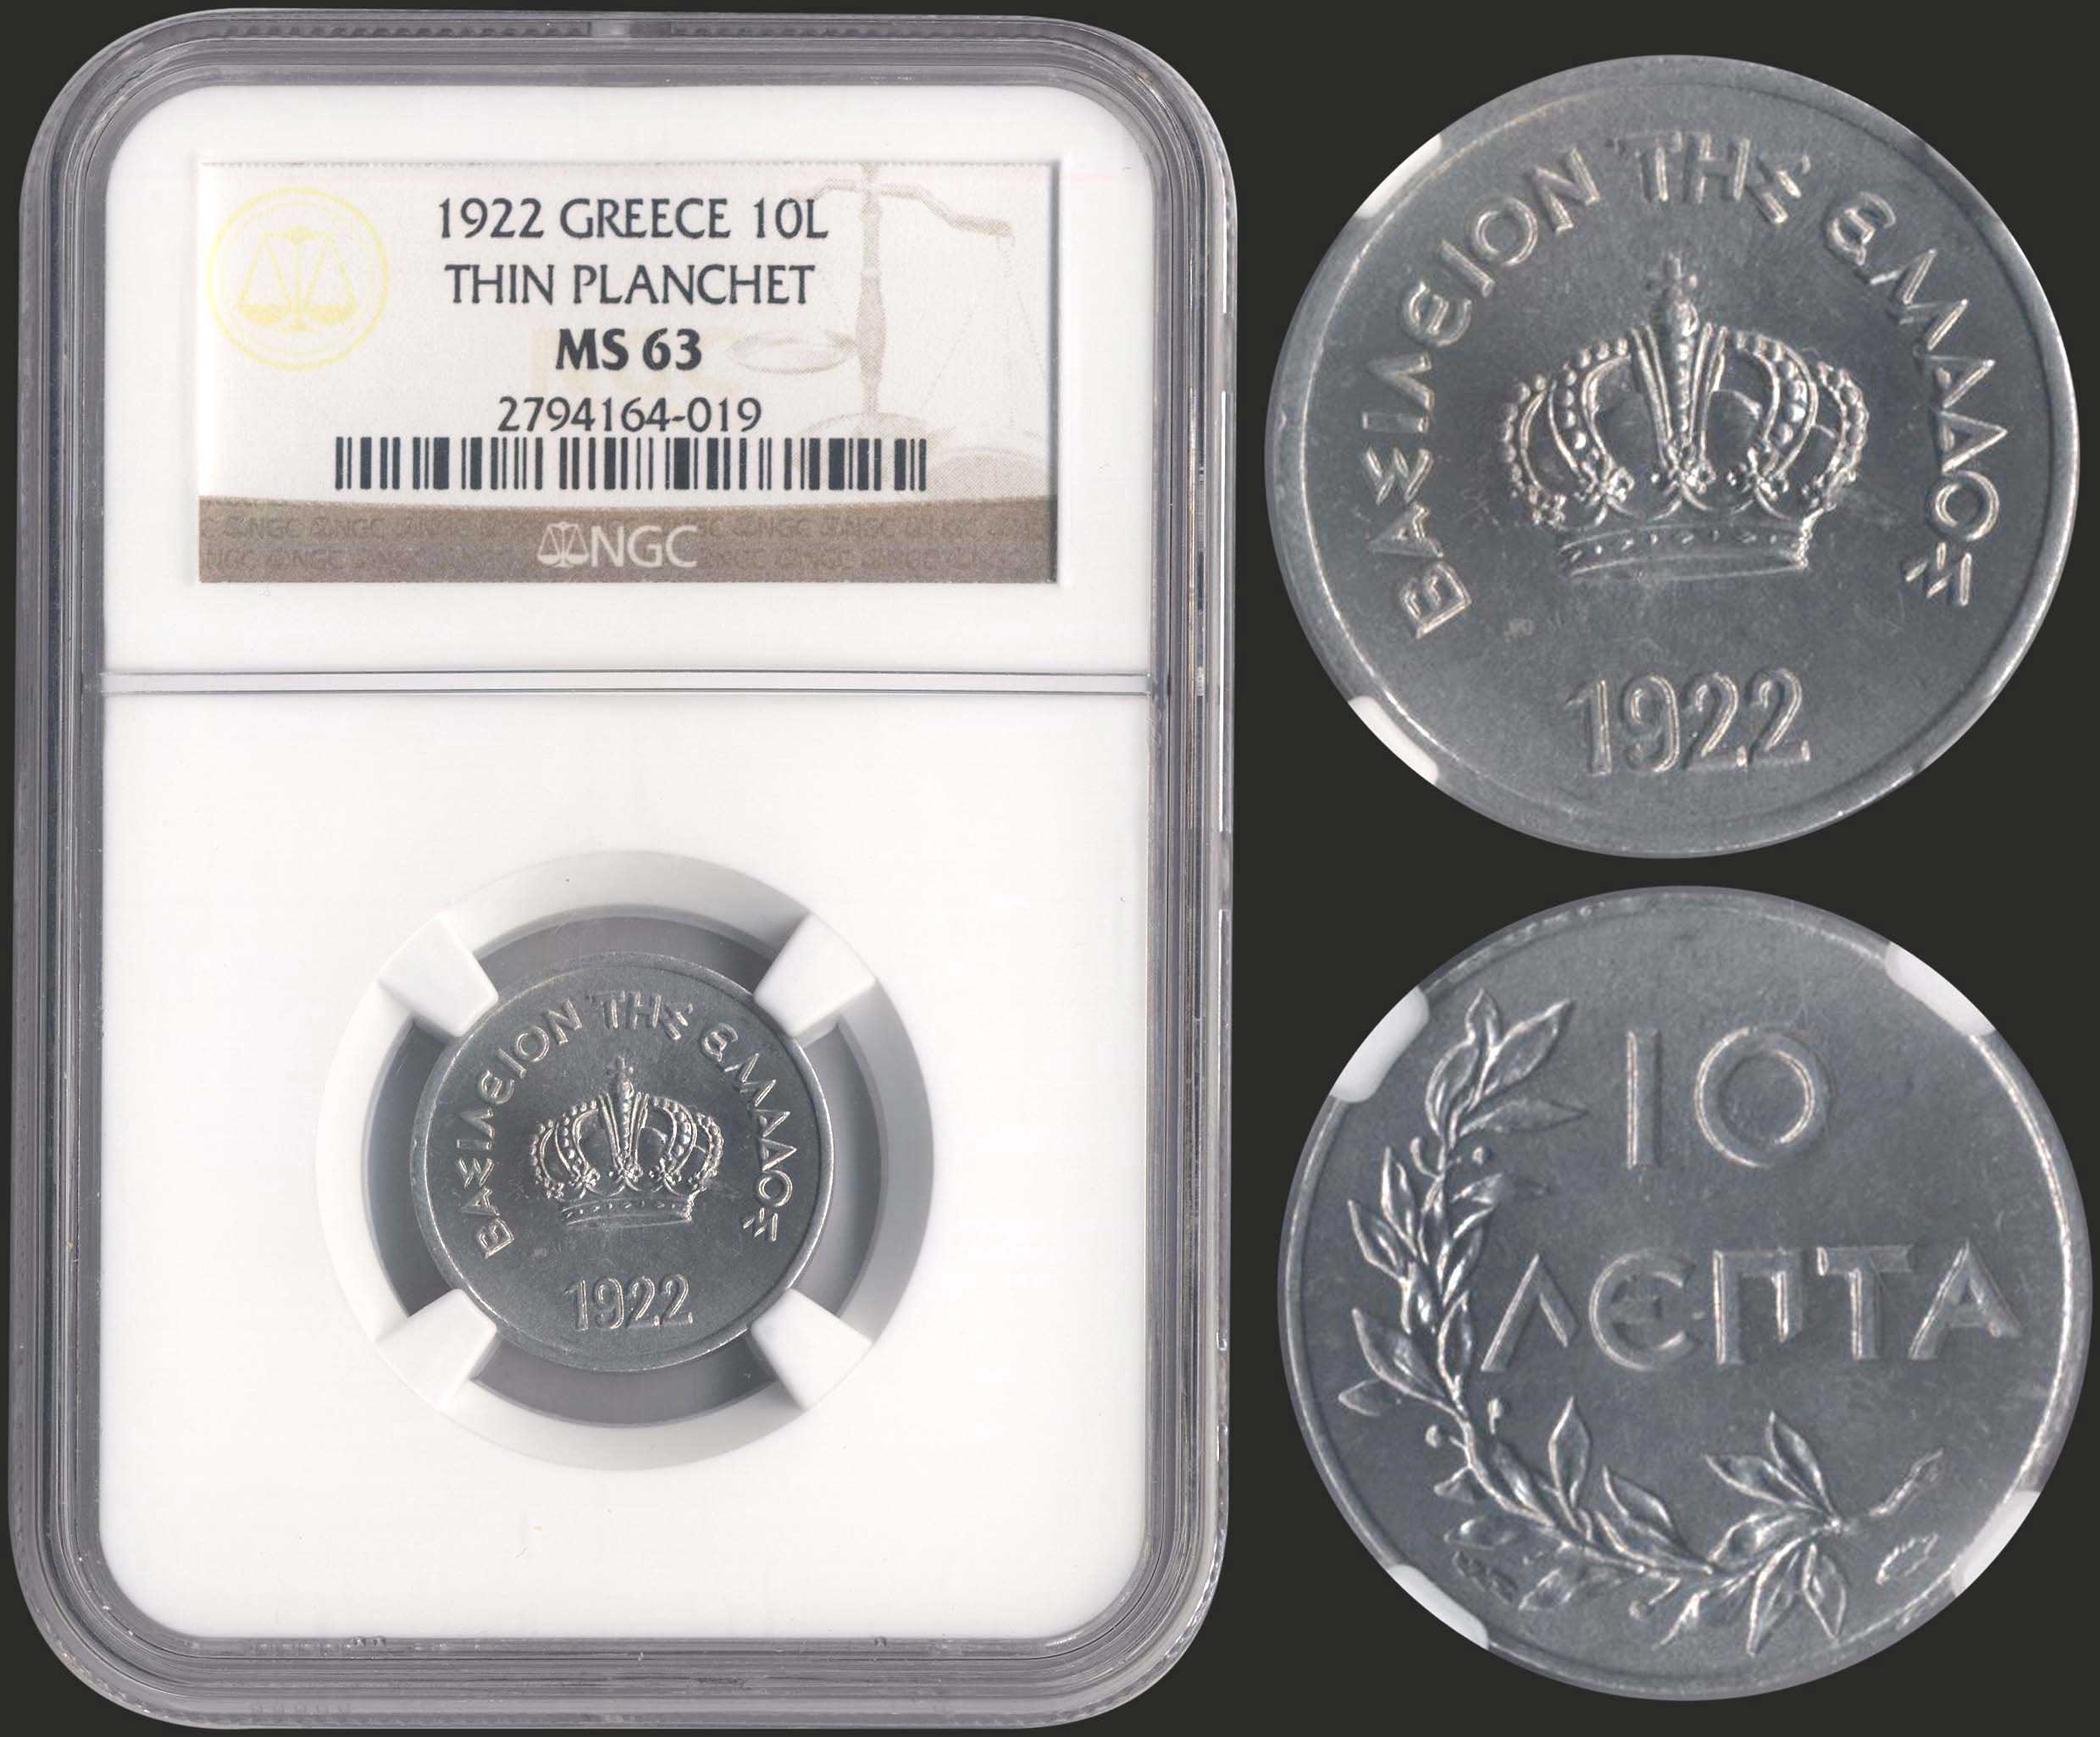 1922 GREECE 10L
THIN PLANCHET
MS 63
2794164-019
NGC
ΒΑΣΙΛΕΙΟΝ ΤΗΣ ΕΛΛΑΔΟΣ
1922
ΒΑΣΙΛΕΙΟΝ ΤΗΣ ΕΛΛΑΔΟΣ
1922
10
ΛΕΠΤΑ